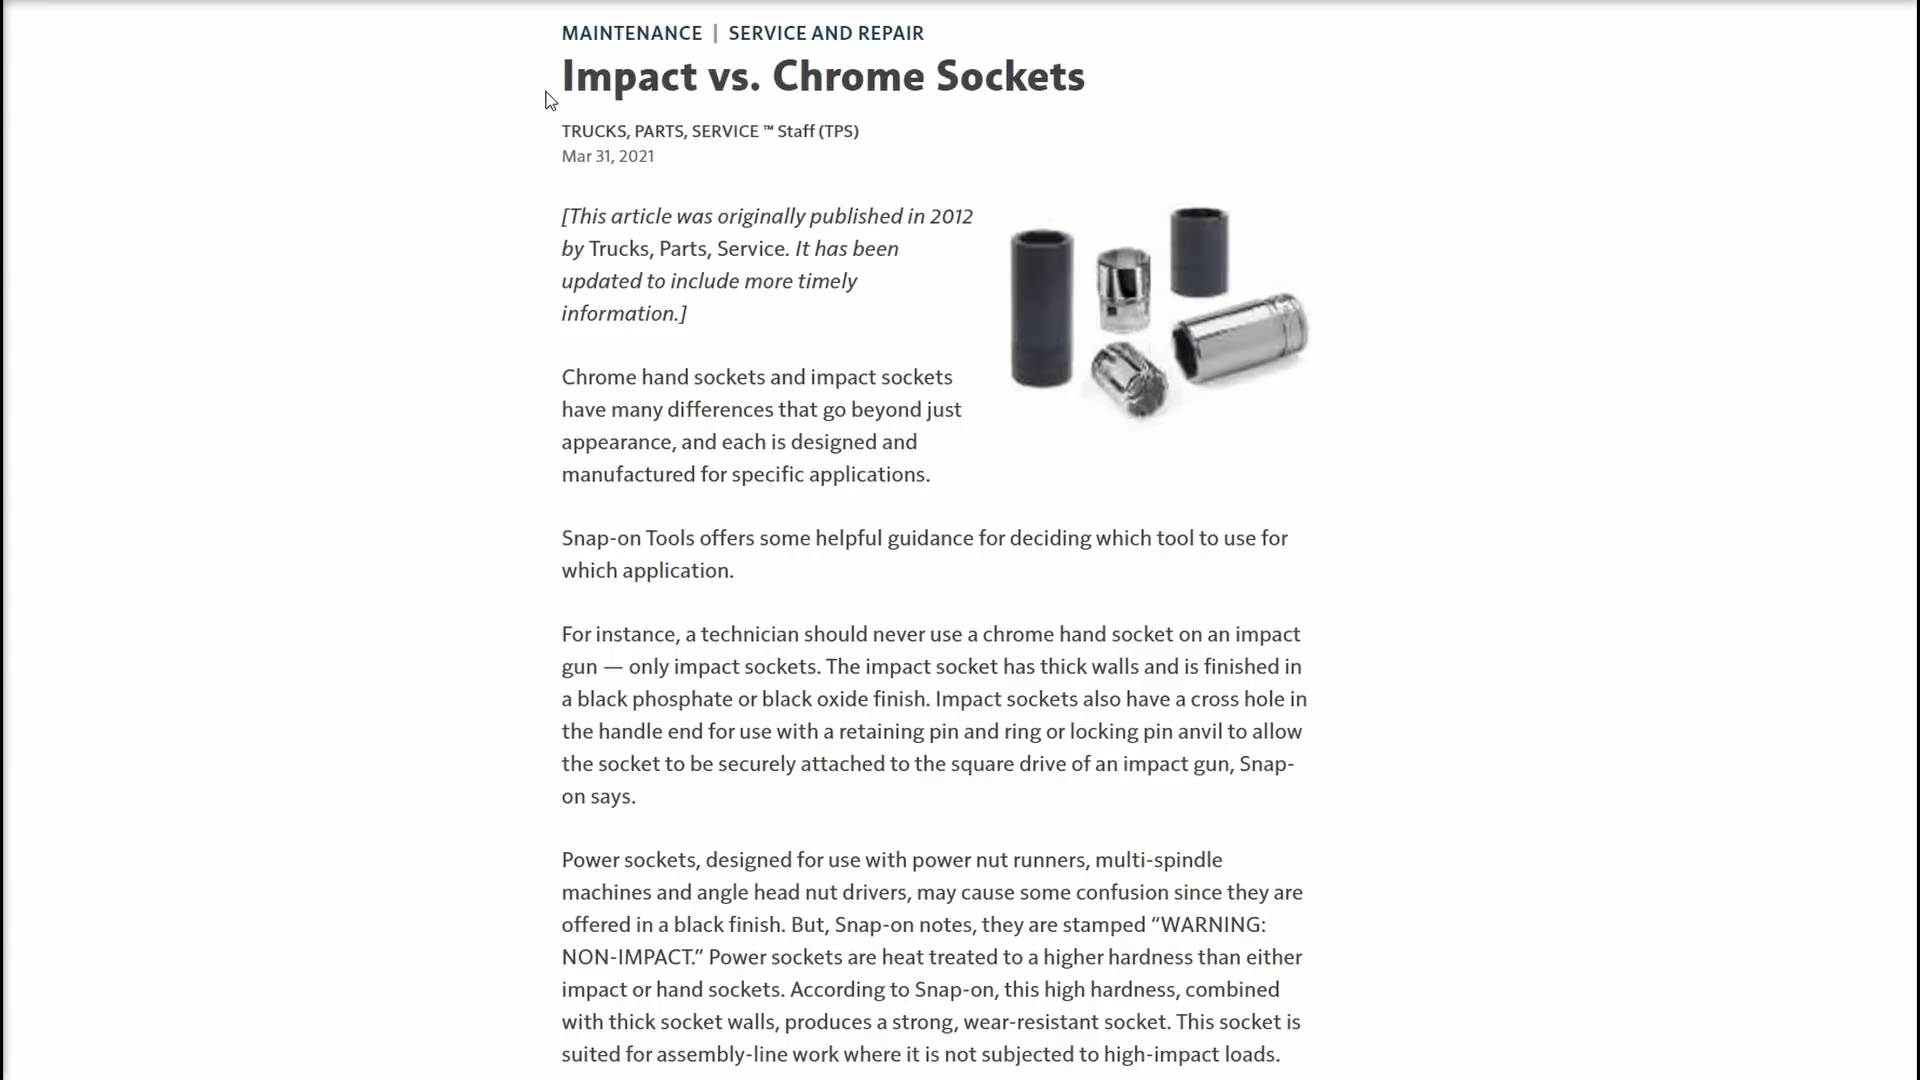 MAINTENANCE | SERVICE AND REPAIR
Impact vs. Chrome Sockets
TRUCKS, PARTS, SERVICE ™ Staff (TPS)
Mar 31, 2021
[This article was originally published in 2012
by Trucks, Parts, Service. It has been
updated to include more timely
information.]
Chrome hand sockets and impact sockets
have many differences that go beyond just
appearance, and each is designed and
manufactured for specific applications.
Snap-on Tools offers some helpful guidance for deciding which tool to use for
which application.
For instance, a technician should never use a chrome hand socket on an impact
gun — only impact sockets. The impact socket has thick walls and is finished in
a black phosphate or black oxide finish. Impact sockets also have a cross hole in
the handle end for use with a retaining pin and ring or locking pin anvil to allow
the socket to be securely attached to the square drive of an impact gun, Snap-
on says.
Power sockets, designed for use with power nut runners, multi-spindle
machines and angle head nut drivers, may cause some confusion since they are
offered in a black finish. But, Snap-on notes, they are stamped “WARNING:
NON-IMPACT.” Power sockets are heat treated to a higher hardness than either
impact or hand sockets. According to Snap-on, this high hardness, combined
with thick socket walls, produces a strong, wear-resistant socket. This socket is
suited for assembly-line work where it is not subjected to high-impact loads.